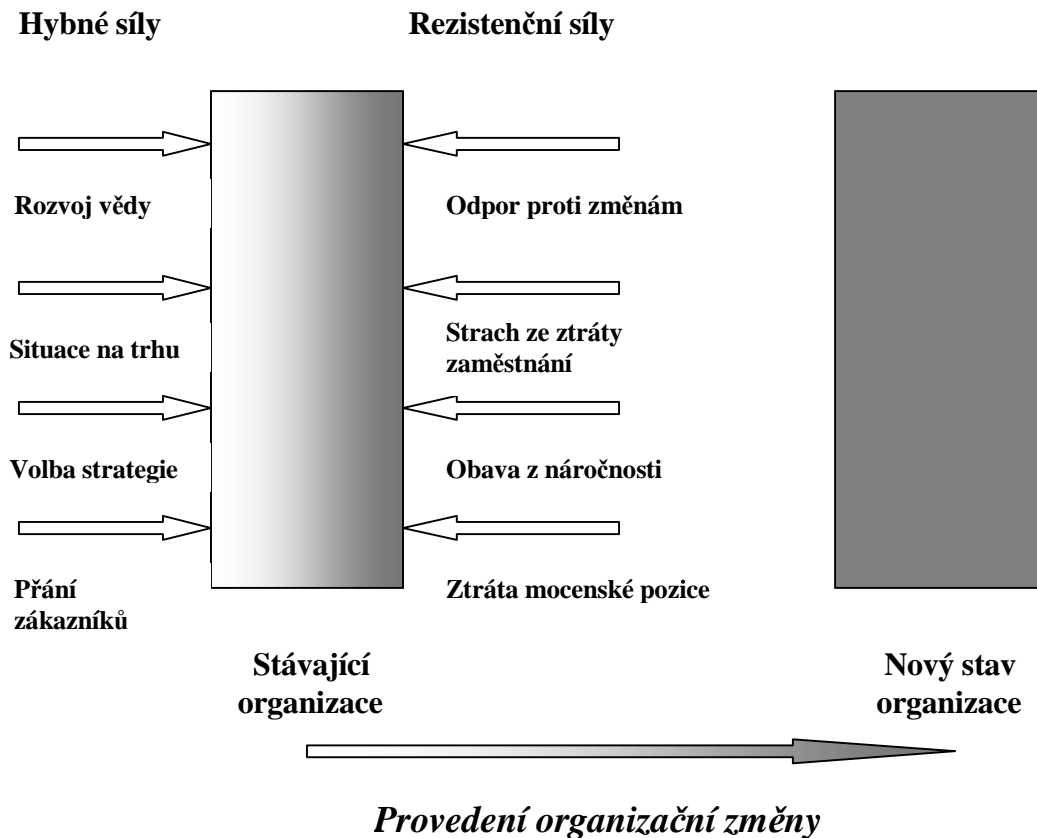 Hybné síly
Rezistenční síly
Rozvoj vědy
Odpor proti změnám
Situace na trhu
Strach ze ztráty
zaměstnání
Volba strategie
Obava z náročnosti
Přání
zákazníků
Ztráta mocenské pozice
Stávající
organizace
Nový stav
organizace
Provedení organizační změny